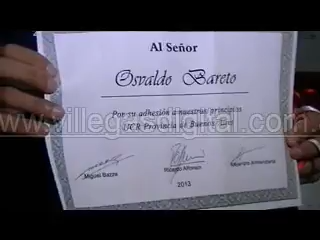 Al Señor
Osvaldo Bareto
Por su adhesión a nuestros principios
UCR Provincia de Buenos Aires
www.villegasdigital.com
Miguel Bazze
Ricardo Alfonsín
2013